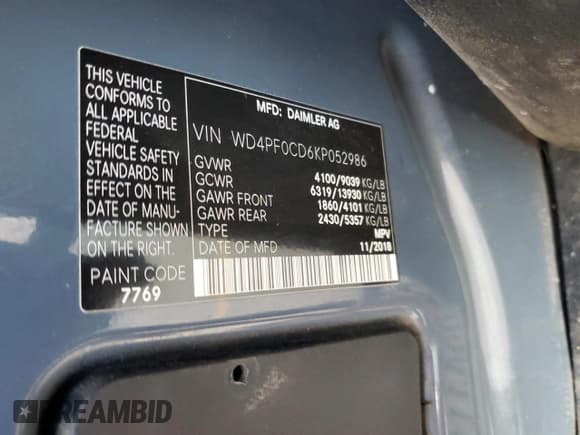 THIS VEHICLE
CONFORMS TO
ALL APPLICABLE
FEDERAL
VEHICLE SAFETY
STANDARDS IN
EFFECT ON THE
DATE OF MANU-
FACTURE SHOWN
ON THE RIGHT.
PAINT CODE
7769
MFD: DAIMLER AG
VIN WD4PF0CD6KP052986
GVWR 4100/9039 KG/LB
GCWR 6319/13930 KG/LB
GAWR FRONT 1860/4101 KG/LB
GAWR REAR 2430/5357 KG/LB
TYPE MPV
DATE OF MFD 11/2018
DREAMBID